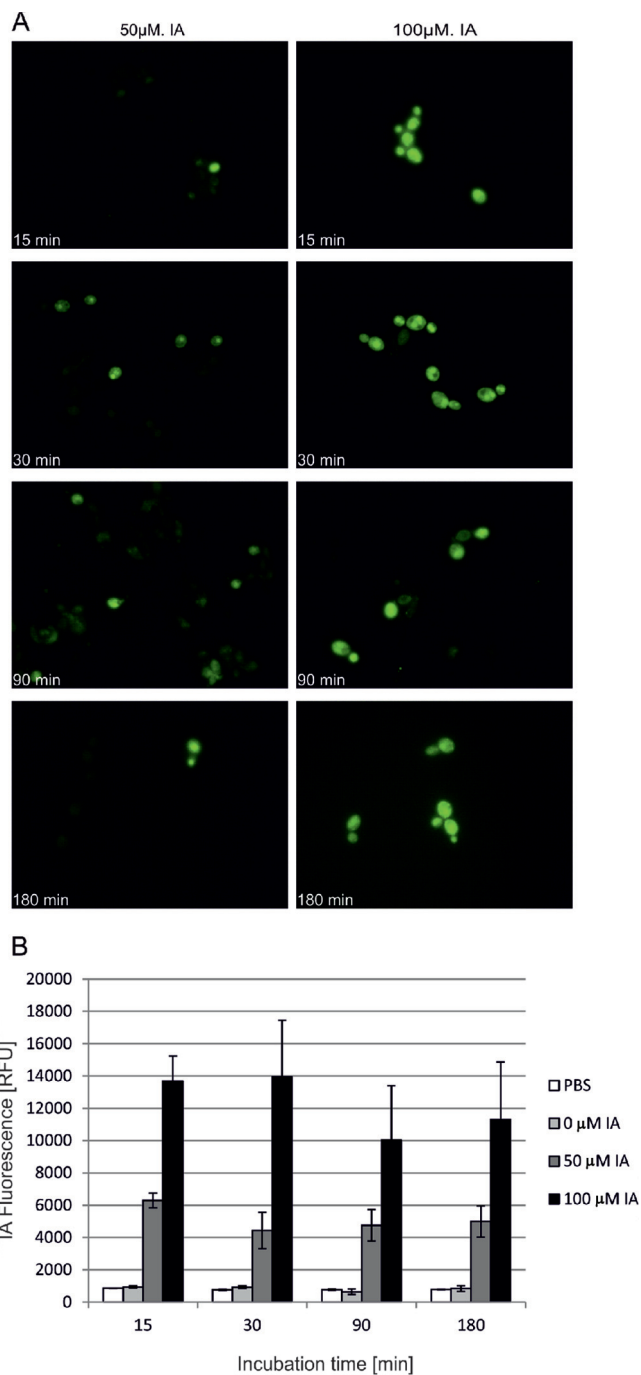 A
50µM. IA 100µM. IA
15 min 15 min
30 min 30 min
90 min 90 min
180 min 180 min
B
20000
18000
16000
14000
12000
10000
8000
6000
4000
2000
0
IA Fluorescence [RFU]
15 30 90 180
Incubation time [min]
PBS
0 µM IA
50 µM IA
100 µM IA